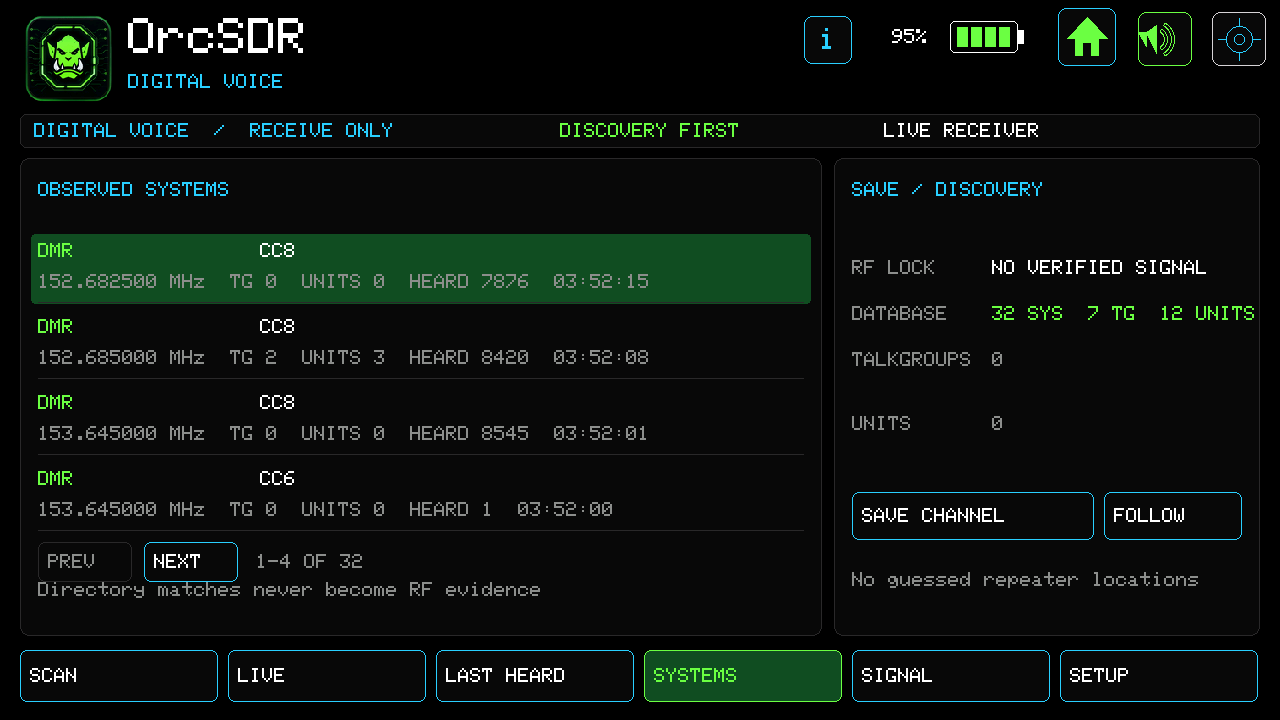 OrcSDR
DIGITAL VOICE
i
95%
DIGITAL VOICE / RECEIVE ONLY
DISCOVERY FIRST
LIVE RECEIVER
OBSERVED SYSTEMS
DMR CC8
152.682500 MHz TG 0 UNITS 0 HEARD 7876 03:52:15
DMR CC8
152.685000 MHz TG 2 UNITS 3 HEARD 8420 03:52:08
DMR CC8
153.645000 MHz TG 0 UNITS 0 HEARD 8545 03:52:01
DMR CC6
153.645000 MHz TG 0 UNITS 0 HEARD 1 03:52:00
PREV NEXT 1-4 OF 32
Directory matches never become RF evidence
SAVE / DISCOVERY
RF LOCK NO VERIFIED SIGNAL
DATABASE 32 SYS 7 TG 12 UNITS
TALKGROUPS 0
UNITS 0
SAVE CHANNEL FOLLOW
No guessed repeater locations
SCAN LIVE LAST HEARD SYSTEMS SIGNAL SETUP